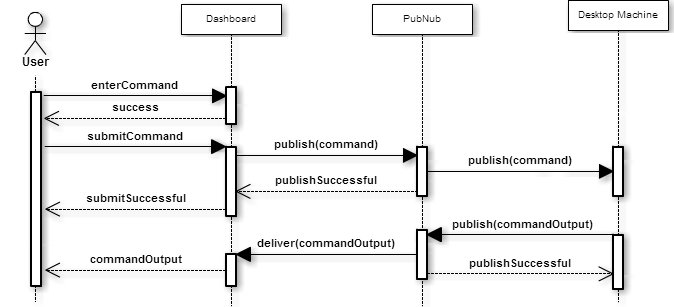 Dashboard
PubNub
Desktop Machine
User
enterCommand
success
submitCommand
publish(command)
publish(command)
publishSuccessful
submitSuccessful
publish(commandOutput)
deliver(commandOutput)
commandOutput
publishSuccessful